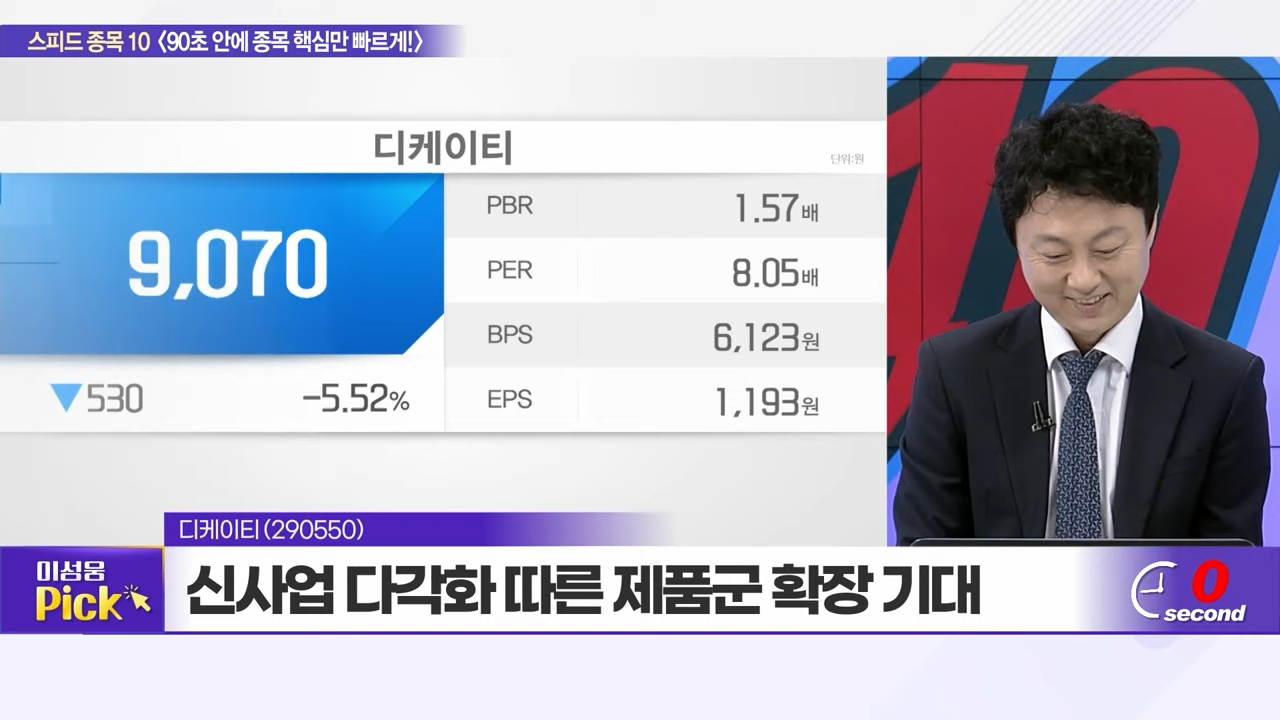 스피드 종목 10 〈90초 안에 종목 핵심만 빠르게!〉
디케이티
단위:원
9,070
▼530 -5.52%
PBR 1.57배
PER 8.05배
BPS 6,123원
EPS 1,193원
10
디케이티(290550)
이성웅
Pick
신사업 다각화 따른 제품군 확장 기대
0
second